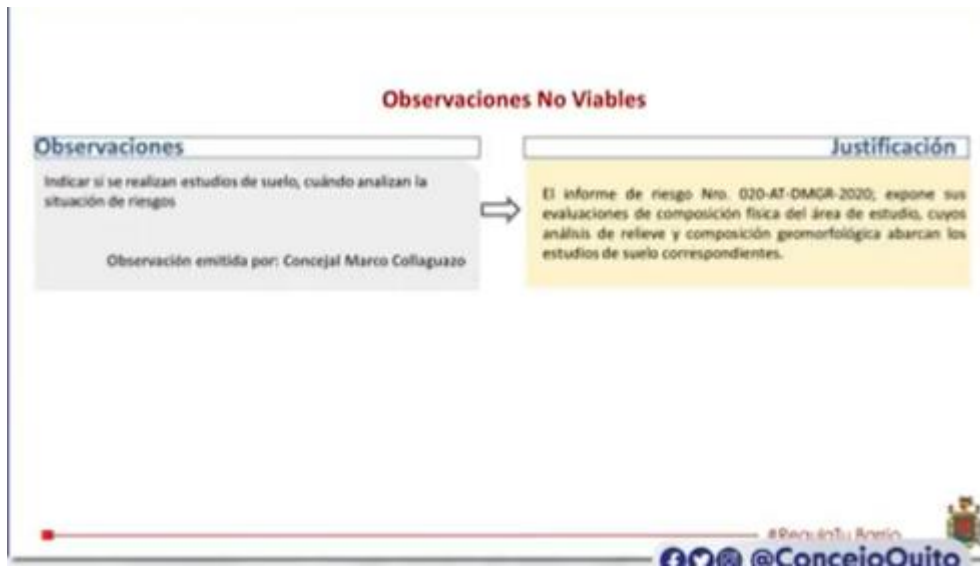 Observaciones No Viables
Observaciones
Indicar si se realizan estudios de suelo, cuándo analizan la
situación de riesgos
Observación emitida por: Concejal Marco Collaguazo
Justificación
El informe de riesgo Nro. 020-AT-DMGR-2020; expone sus
evaluaciones de composición física del área de estudio, cuyos
análisis de relieve y composición geomorfológica abarcan los
estudios de suelo correspondientes.
#RegulaTu Barrio
@ConcejoQuito